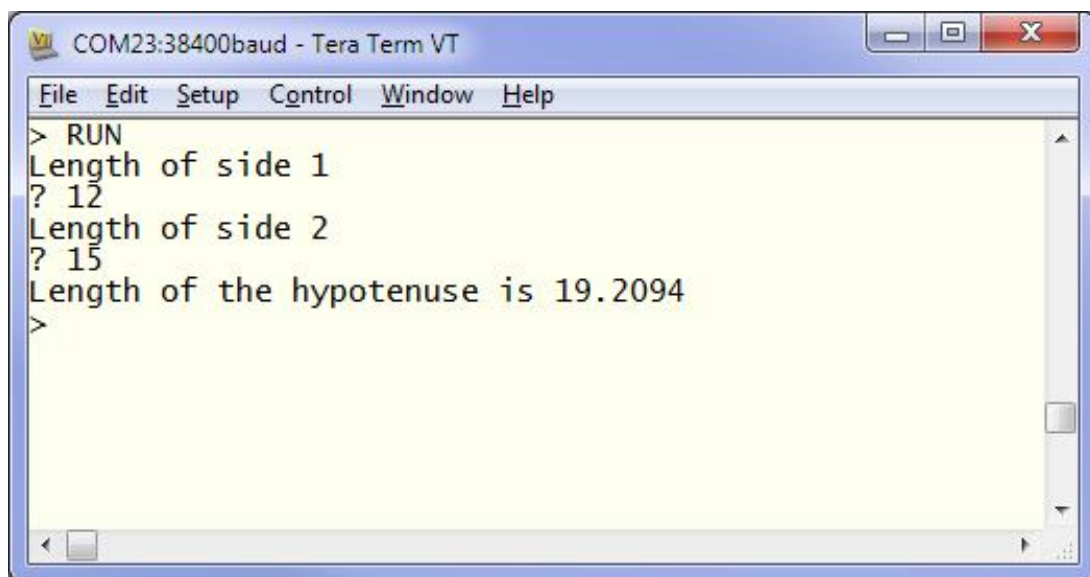 COM23:38400baud - Tera Term VT
File Edit Setup Control Window Help
> RUN
Length of side 1
? 12
Length of side 2
? 15
Length of the hypotenuse is 19.2094
>